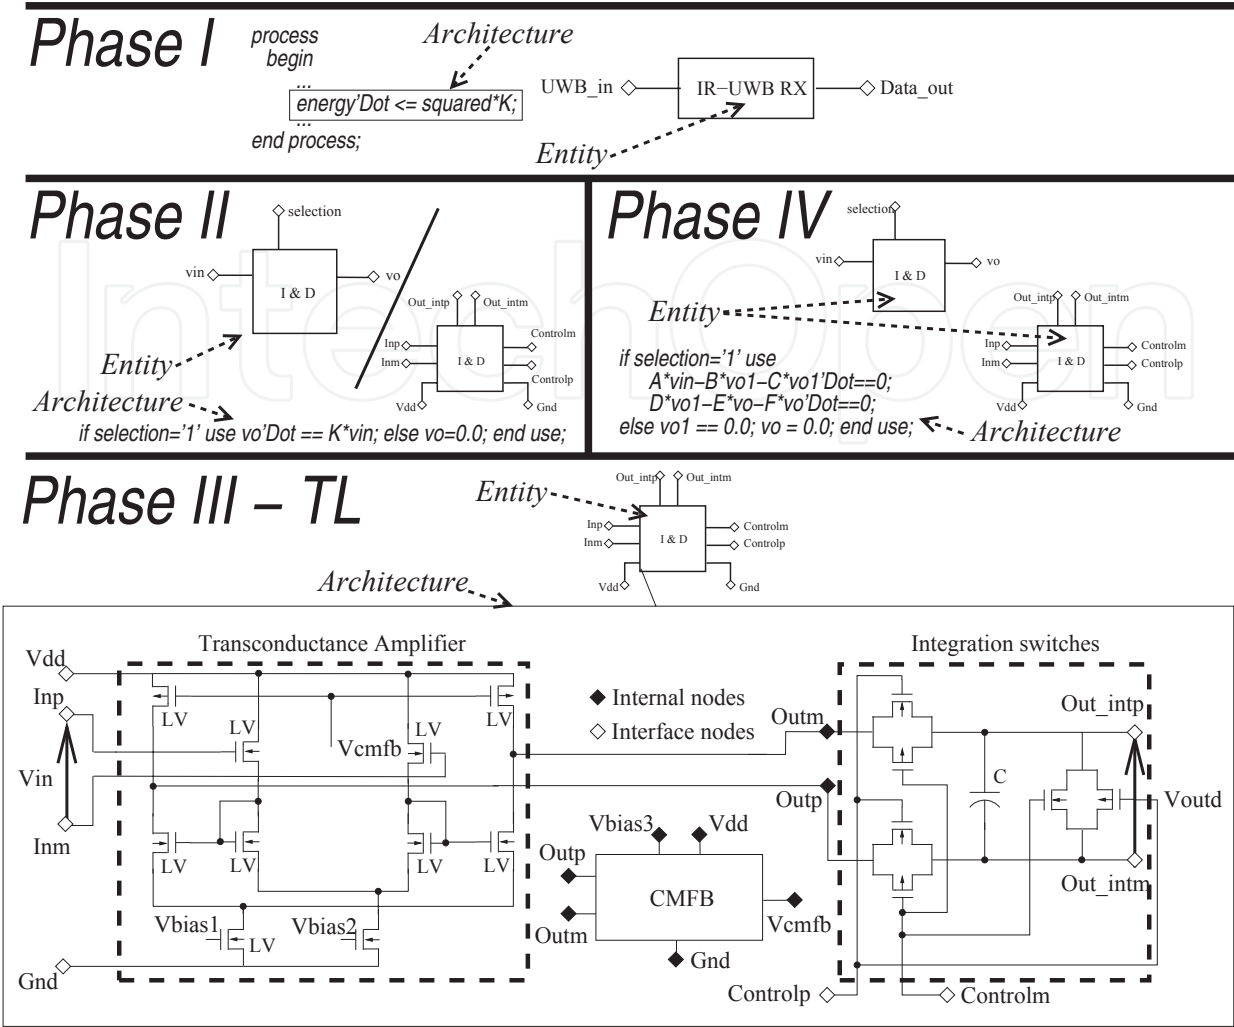 Phase I
process
begin
...
energy'Dot <= squared*K;
...
end process;
Architecture
UWB_in
IR−UWB RX
Data_out
Entity
Phase II
selection
vin
I & D
vo
Out_intp
Out_intm
Inp
Inm
I & D
Controlm
Controlp
Vdd
Gnd
Entity
Architecture
if selection='1' use vo'Dot == K*vin; else vo=0.0; end use;
Phase IV
selection
vin
I & D
vo
Entity
Out_intp
Out_intm
Inp
Inm
I & D
Controlm
Controlp
Vdd
Gnd
if selection='1' use
A*vin−B*vo1−C*vo1'Dot==0;
D*vo1−E*vo−F*vo'Dot==0;
else vo1 == 0.0; vo = 0.0; end use;
Architecture
IntechOpen
Phase III − TL
Entity
Out_intp
Out_intm
Inp
Inm
I & D
Controlm
Controlp
Vdd
Gnd
Architecture
Transconductance Amplifier
Integration switches
Vdd
Inp
Vin
Inm
Gnd
LV
LV
LV
LV
Vcmfb
LV
LV
LV
LV
Vbias1
LV
Vbias2
Internal nodes
Interface nodes
Outm
Outp
Vbias3
Vdd
Outp
Outm
CMFB
Vcmfb
Gnd
Out_intp
C
Voutd
Out_intm
Controlp
Controlm